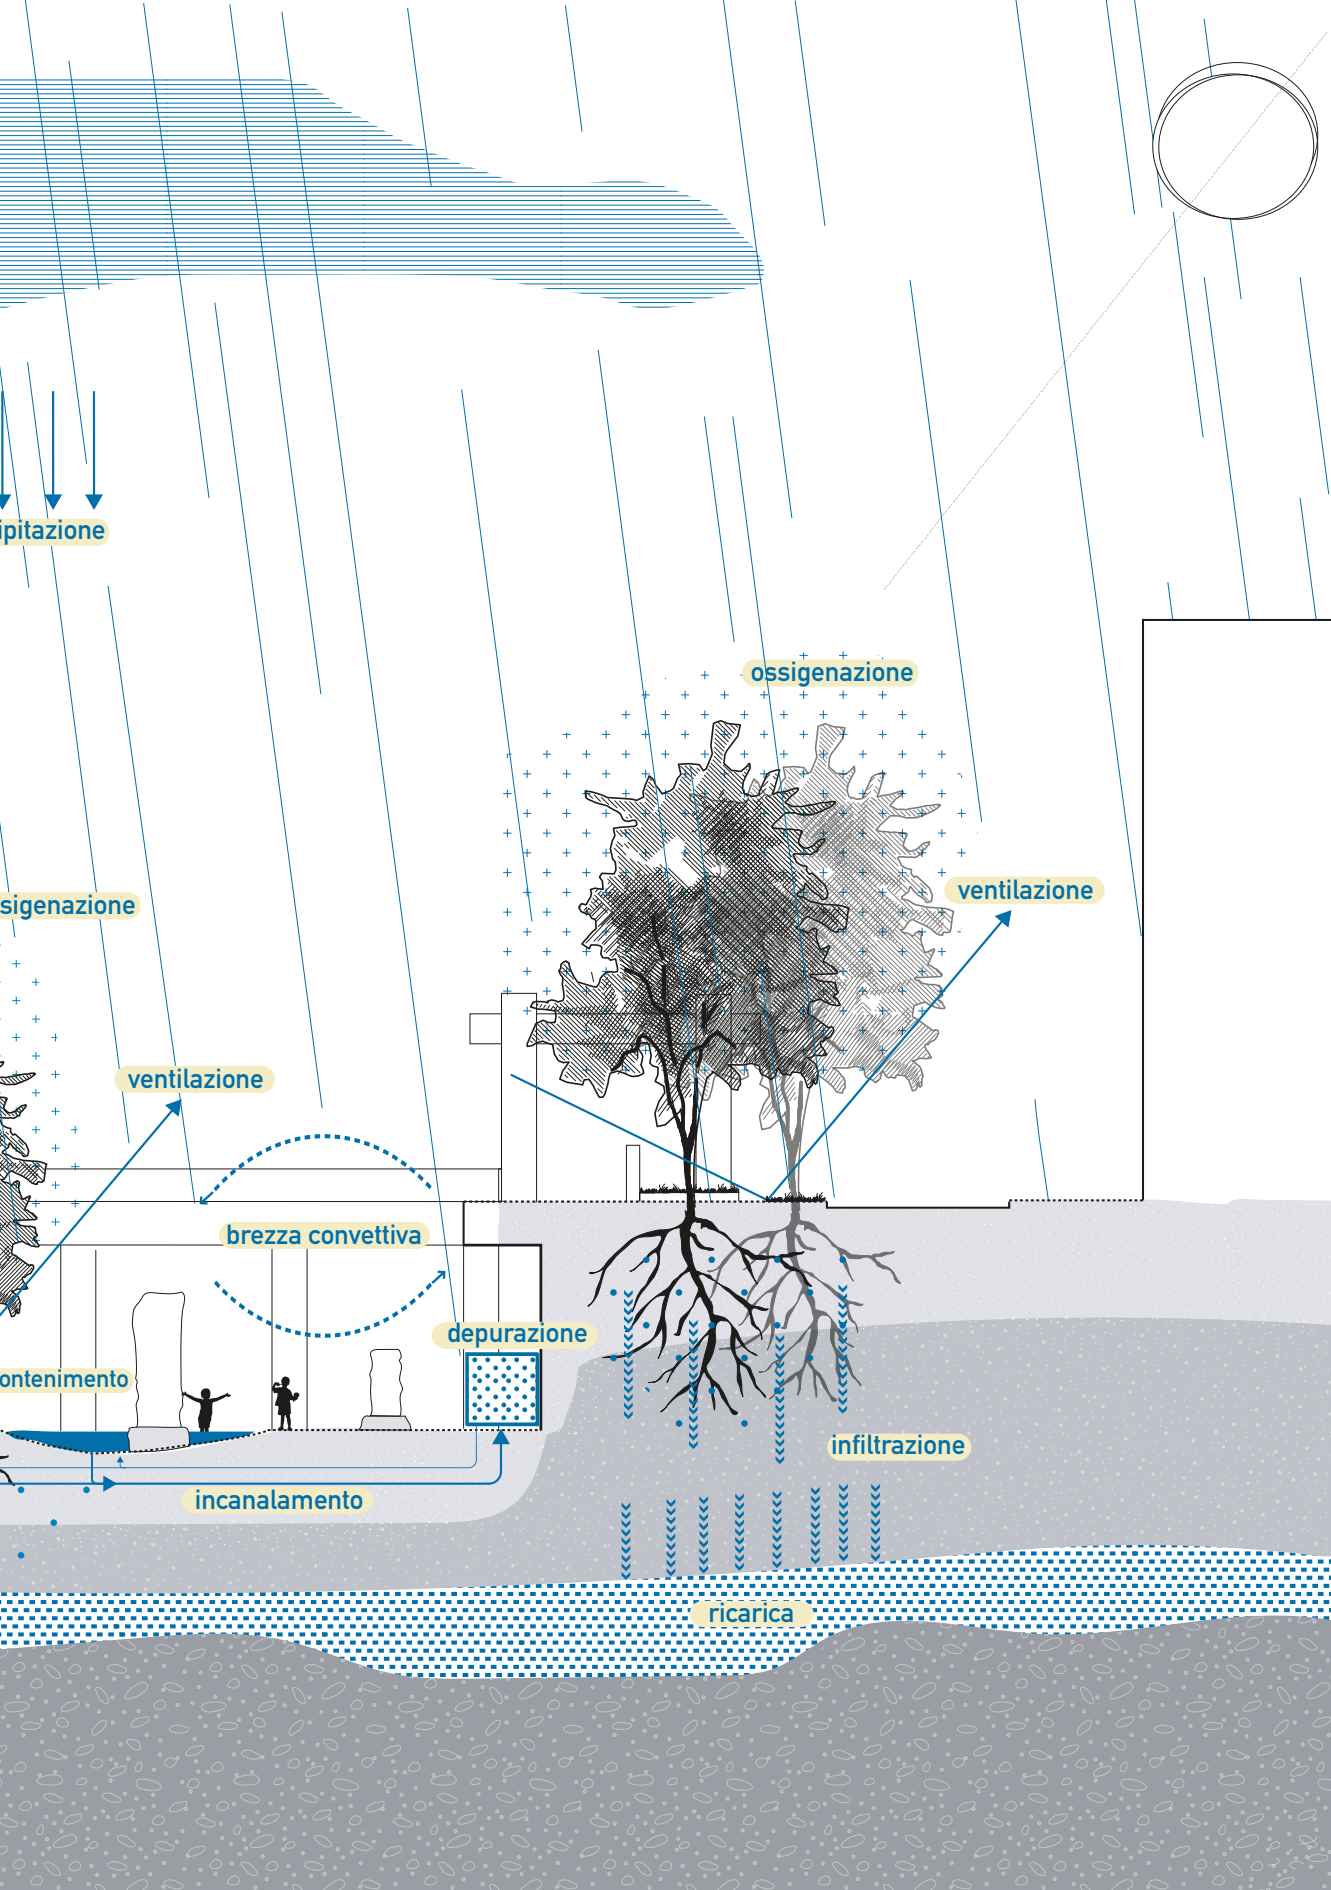 ipitazione
ossigenazione
ventilazione
sigenazione
ventilazione
brezza convettiva
depurazione
ontenimento
infiltrazione
incanalamento
ricarica